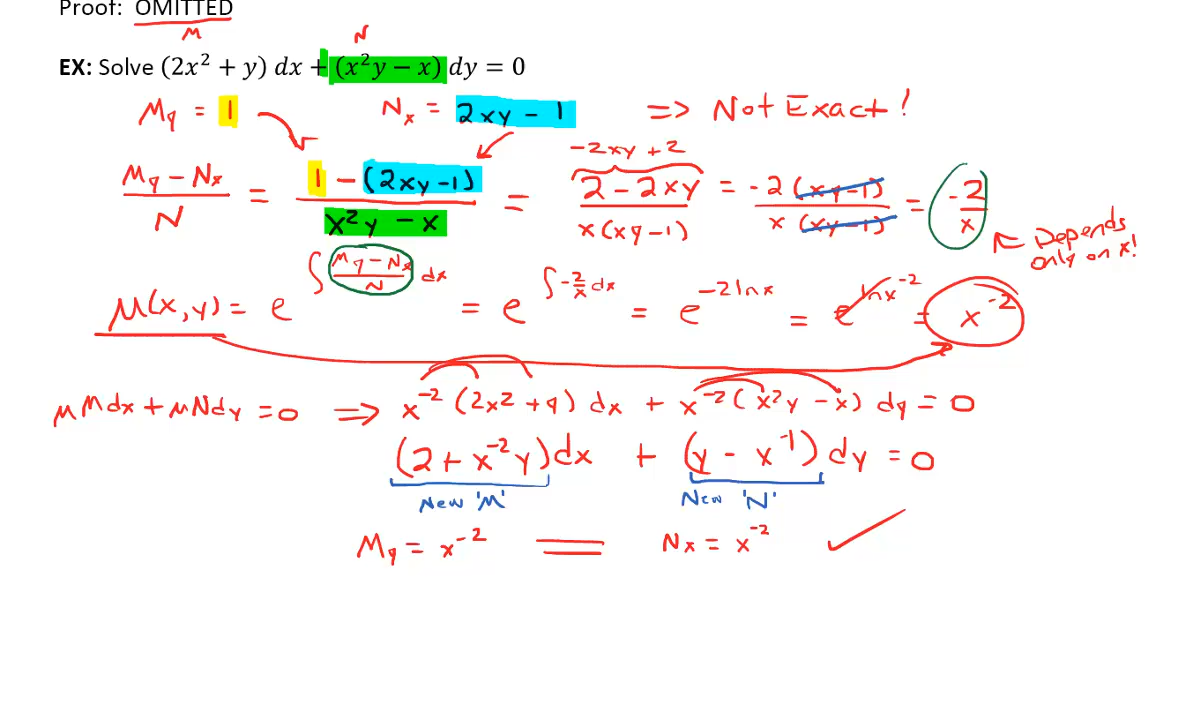 Proof: OMITTED
M N
EX: Solve (2x² + y) dx + (x²y − x) dy = 0
My = 1 Nx = 2xy − 1 => Not Exact!
−2xy + 2
My − Nx / N = 1 − (2xy−1) / x²y − x = 2 − 2xy / x(xy−1) = −2(xy−1) / x(xy−1) = −2/x
Depends only on x!
μ(x,y) = e^∫ (My−Nx / N) dx = e^∫ −2/x dx = e^−2lnx = e^lnx^−2 = x^−2
μMdx + μNdy = 0 => x^−2 (2x² + y) dx + x^−2 (x²y − x) dy = 0
(2 + x^−2 y)dx + (y − x^−1) dy = 0
New 'M' New 'N'
My = x^−2 = Nx = x^−2 ✓